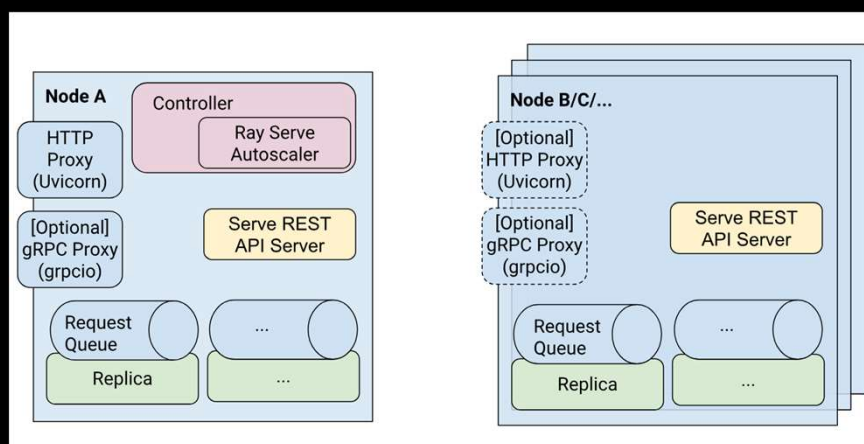 Node A
Controller
Ray Serve
Autoscaler
HTTP
Proxy
(Uvicorn)
[Optional]
gRPC Proxy
(grpcio)
Serve REST
API Server
Request
Queue
...
Replica
...
Node B/C/...
[Optional]
HTTP Proxy
(Uvicorn)
[Optional]
gRPC Proxy
(grpcio)
Serve REST
API Server
Request
Queue
...
Replica
...